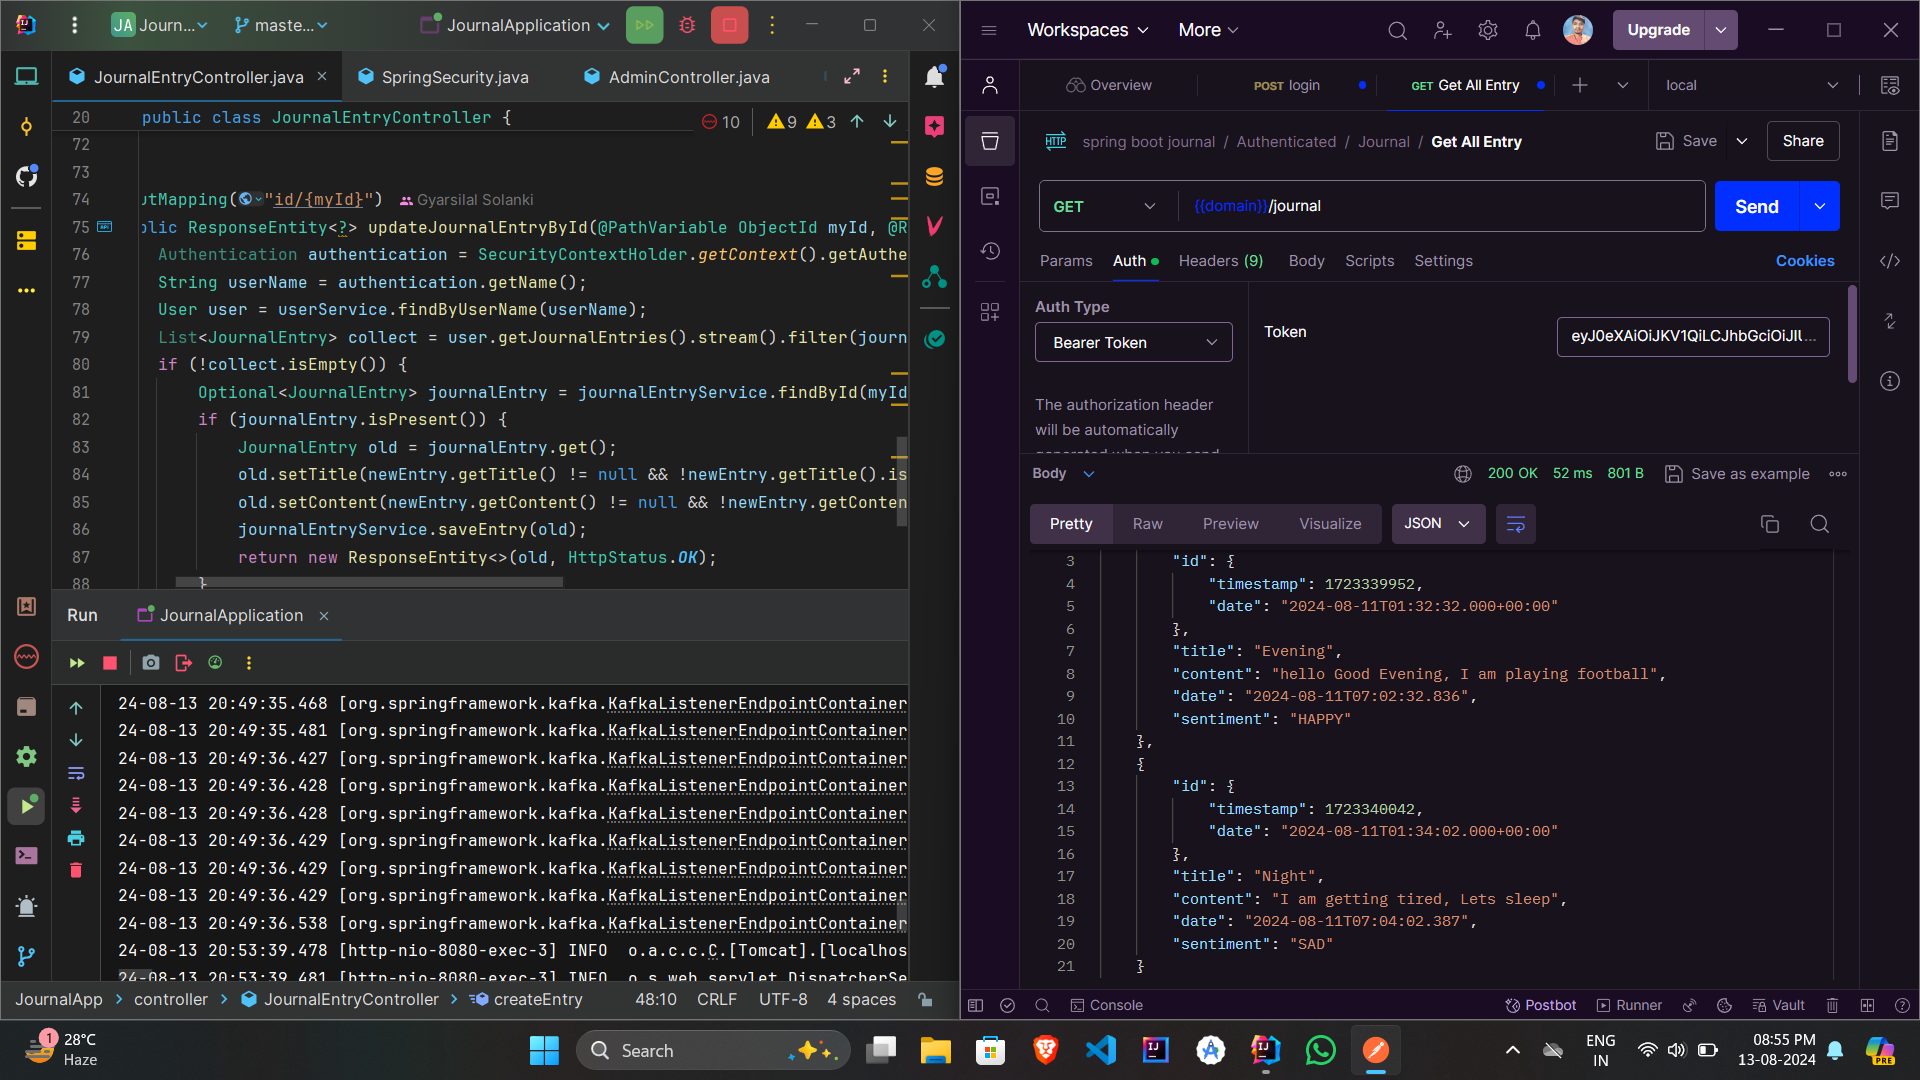 JA Journ...
maste...
JournalApplication
JournalEntryController.java
SpringSecurity.java
AdminController.java
20 public class JournalEntryController {
10 9 3
72
73
74 utMapping("id/{myId}") Gyarsilal Solanki
75 blic ResponseEntity<?> updateJournalEntryById(@PathVariable ObjectId myId, @R
76 Authentication authentication = SecurityContextHolder.getContext().getAuthe
77 String userName = authentication.getName();
78 User user = userService.findByUserName(userName);
79 List<JournalEntry> collect = user.getJournalEntries().stream().filter(journ
80 if (!collect.isEmpty()) {
81 Optional<JournalEntry> journalEntry = journalEntryService.findById(myId
82 if (journalEntry.isPresent()) {
83 JournalEntry old = journalEntry.get();
84 old.setTitle(newEntry.getTitle() != null && !newEntry.getTitle().is
85 old.setContent(newEntry.getContent() != null && !newEntry.getConten
86 journalEntryService.saveEntry(old);
87 return new ResponseEntity<>(old, HttpStatus.OK);
88 }
Run JournalApplication
24-08-13 20:49:35.468 [org.springframework.kafka.KafkaListenerEndpointContainer
24-08-13 20:49:35.481 [org.springframework.kafka.KafkaListenerEndpointContainer
24-08-13 20:49:36.427 [org.springframework.kafka.KafkaListenerEndpointContainer
24-08-13 20:49:36.428 [org.springframework.kafka.KafkaListenerEndpointContainer
24-08-13 20:49:36.428 [org.springframework.kafka.KafkaListenerEndpointContainer
24-08-13 20:49:36.429 [org.springframework.kafka.KafkaListenerEndpointContainer
24-08-13 20:49:36.429 [org.springframework.kafka.KafkaListenerEndpointContainer
24-08-13 20:49:36.429 [org.springframework.kafka.KafkaListenerEndpointContainer
24-08-13 20:49:36.538 [org.springframework.kafka.KafkaListenerEndpointContainer
24-08-13 20:53:39.478 [http-nio-8080-exec-3] INFO o.a.c.c.C.[Tomcat].[localhos
24-08-13 20:53:39.481 [http-nio-8080-exec-3] INFO o.s.web.servlet.DispatcherSe
JournalApp > controller > JournalEntryController > createEntry 48:10 CRLF UTF-8 4 spaces
Workspaces More Upgrade
Overview
POST login
GET Get All Entry
local
HTTP spring boot journal / Authenticated / Journal / Get All Entry
Save Share
GET {{domain}}/journal Send
Params Auth Headers (9) Body Scripts Settings Cookies
Auth Type
Bearer Token
Token eyJ0eXAiOiJKV1QiLCJhbGciOiJIU...
The authorization header
will be automatically
generated when you send
Body 200 OK 52 ms 801 B Save as example
Pretty Raw Preview Visualize JSON
3 "id": {
4 "timestamp": 1723339952,
5 "date": "2024-08-11T01:32:32.000+00:00"
6 },
7 "title": "Evening",
8 "content": "hello Good Evening, I am playing football",
9 "date": "2024-08-11T07:02:32.836",
10 "sentiment": "HAPPY"
11 },
12 {
13 "id": {
14 "timestamp": 1723340042,
15 "date": "2024-08-11T01:34:02.000+00:00"
16 },
17 "title": "Night",
18 "content": "I am getting tired, Lets sleep",
19 "date": "2024-08-11T07:04:02.387",
20 "sentiment": "SAD"
21 }
Console Postbot Runner Vault
1 28°C
Haze
Search
ENG
IN
08:55 PM
13-08-2024
PRE